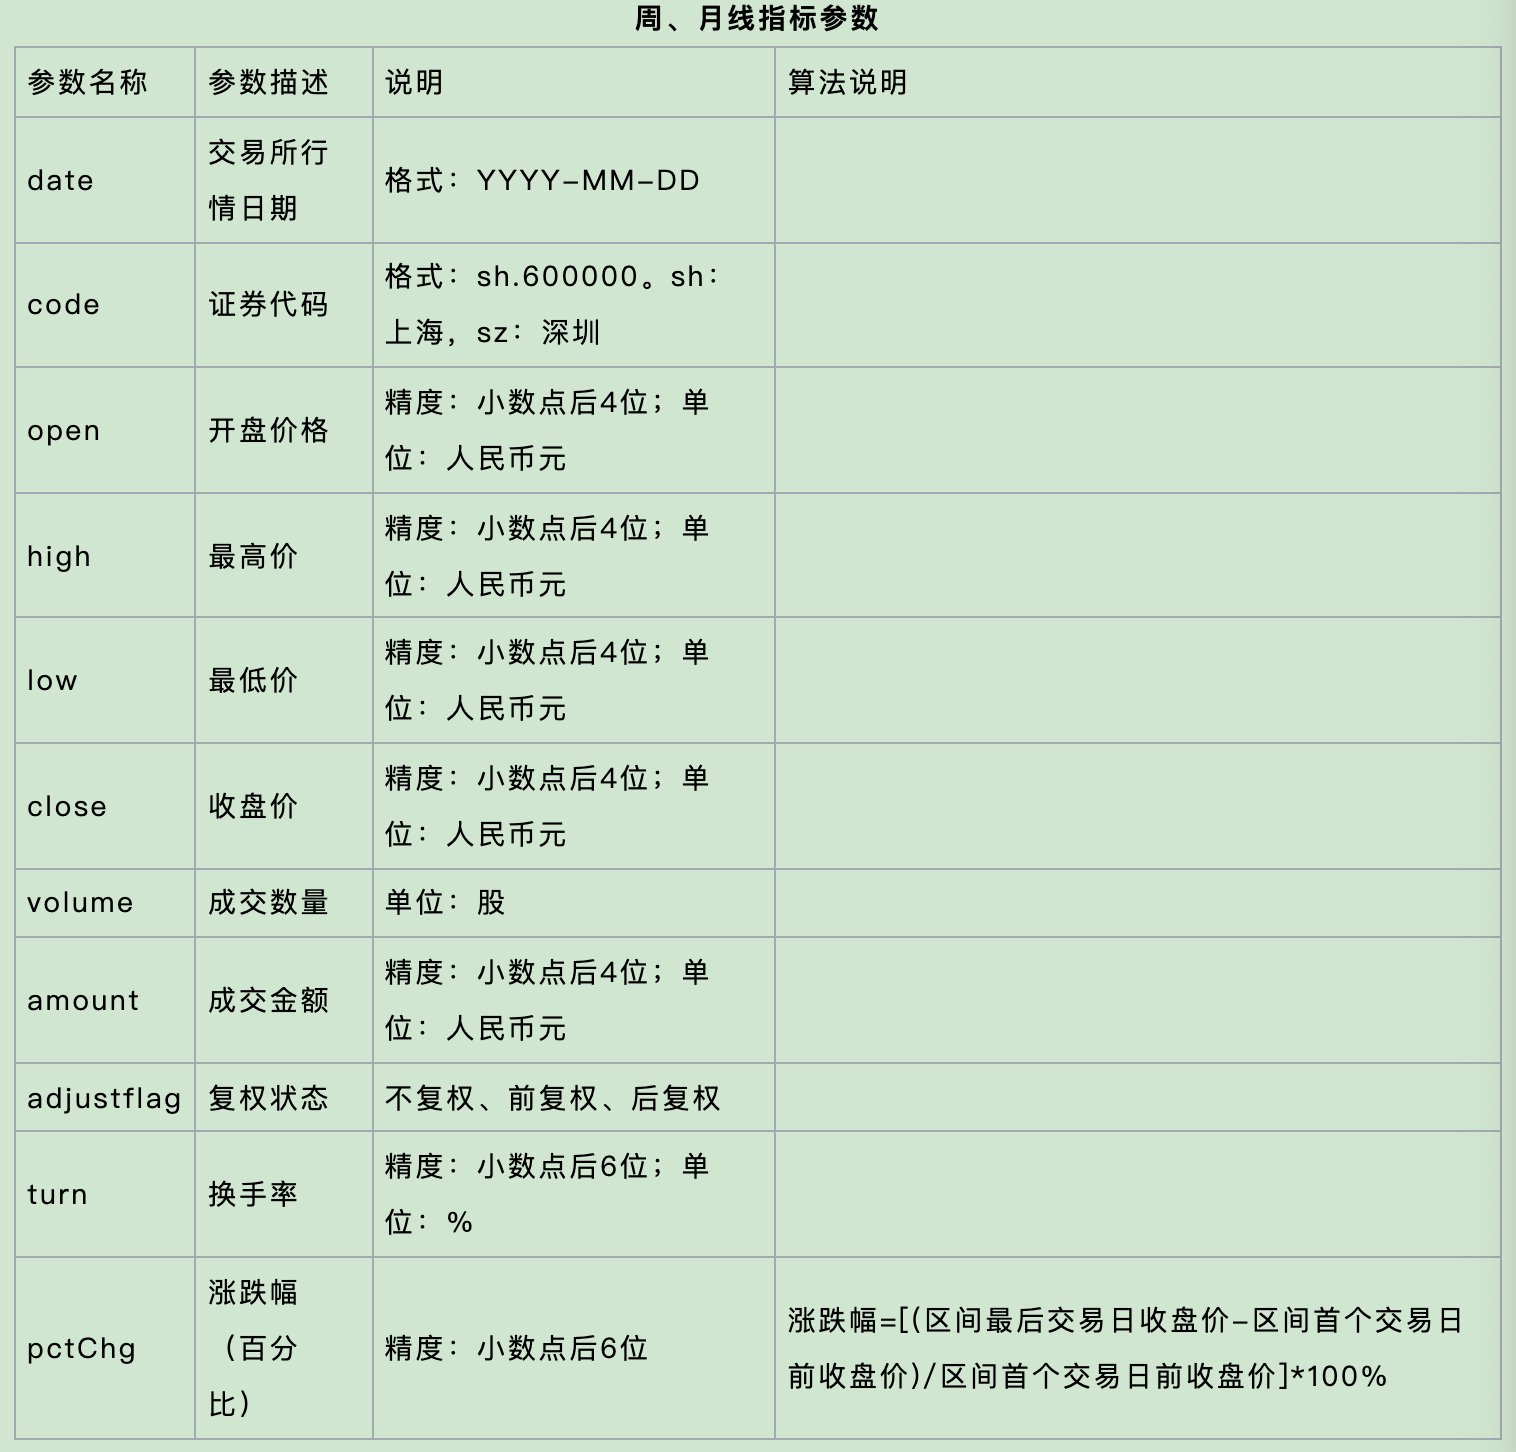 周、月线指标参数
参数名称 参数描述 说明 算法说明
date 交易所行
情日期 格式：YYYY-MM-DD
code 证券代码 格式：sh.600000。sh：
上海，sz：深圳
open 开盘价格 精度：小数点后4位；单
位：人民币元
high 最高价 精度：小数点后4位；单
位：人民币元
low 最低价 精度：小数点后4位；单
位：人民币元
close 收盘价 精度：小数点后4位；单
位：人民币元
volume 成交数量 单位：股
amount 成交金额 精度：小数点后4位；单
位：人民币元
adjustflag 复权状态 不复权、前复权、后复权
turn 换手率 精度：小数点后6位；单
位：%
pctChg 涨跌幅
（百分
比） 精度：小数点后6位 涨跌幅=[(区间最后交易日收盘价-区间首个交易日
前收盘价)/区间首个交易日前收盘价]*100%